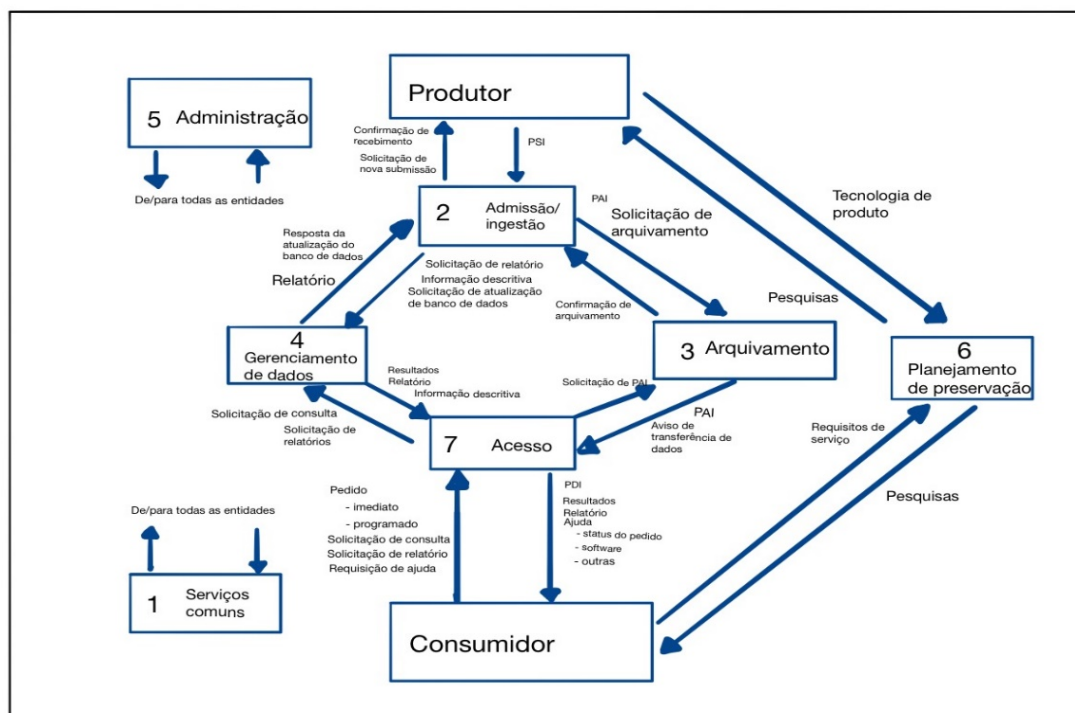 Produtor
5 Administração
De/para todas as entidades
Confirmação de
recebimento
Solicitação de
nova submissão
PSI
2 Admissão/
ingestão
PAI
Solicitação de
arquivamento
Tecnologia de
produto
Resposta da
atualização do
banco de dados
Relatório
Solicitação de relatório
Informação descritiva
Solicitação de atualização
de banco de dados
Confirmação de
arquivamento
Pesquisas
4
Gerenciamento
de dados
3 Arquivamento
6
Planejamento
de preservação
Resultados
Relatório
Informação descritiva
Solicitação de PAI
Solicitação de consulta
Solicitação de
relatórios
PAI
Aviso de
transferência de
dados
Requisitos de
serviço
7 Acesso
Pesquisas
Pedido
- imediato
- programado
Solicitação de consulta
Solicitação de relatório
Requisição de ajuda
PDI
Resultados
Relatório
Ajuda
- status do pedido
- software
- outras
De/para todas as entidades
1 Serviços
comuns
Consumidor